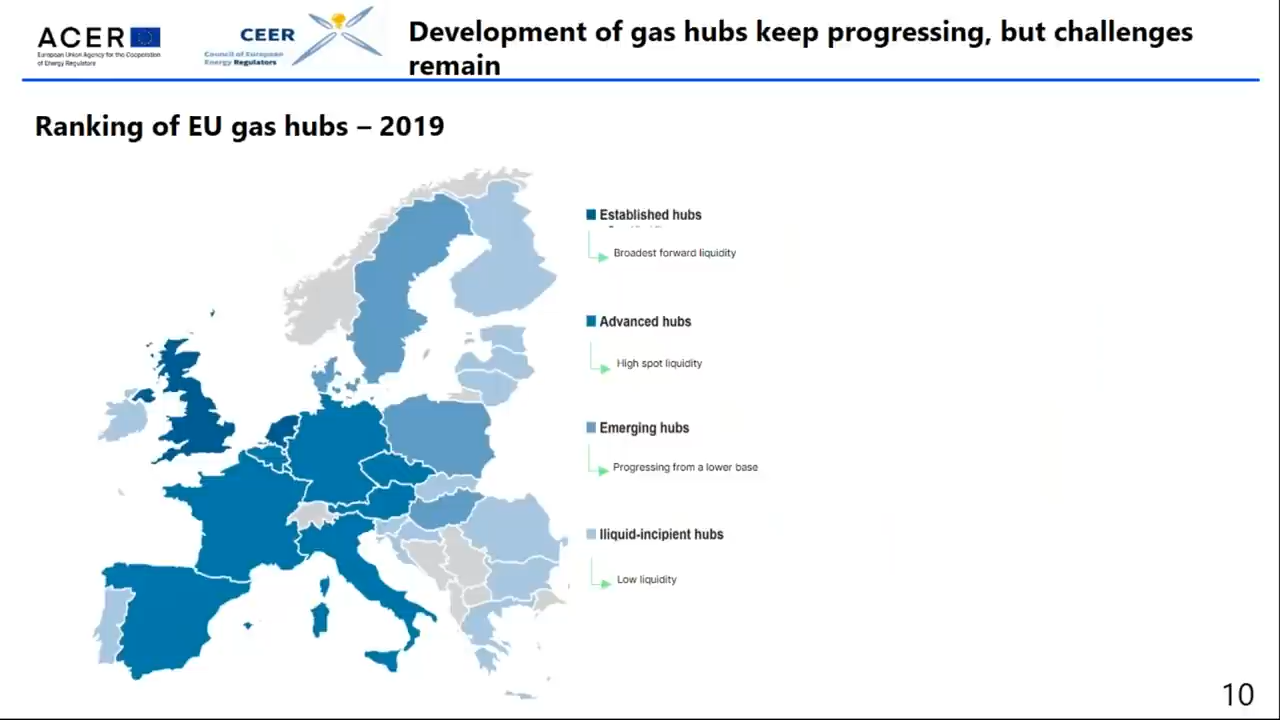 ACER
European Union Agency for the Cooperation
of Energy Regulators
CEER
Council of European
Energy Regulators
Development of gas hubs keep progressing, but challenges
remain
Ranking of EU gas hubs – 2019
Established hubs
Broadest forward liquidity
Advanced hubs
High spot liquidity
Emerging hubs
Progressing from a lower base
Iliquid-incipient hubs
Low liquidity
10